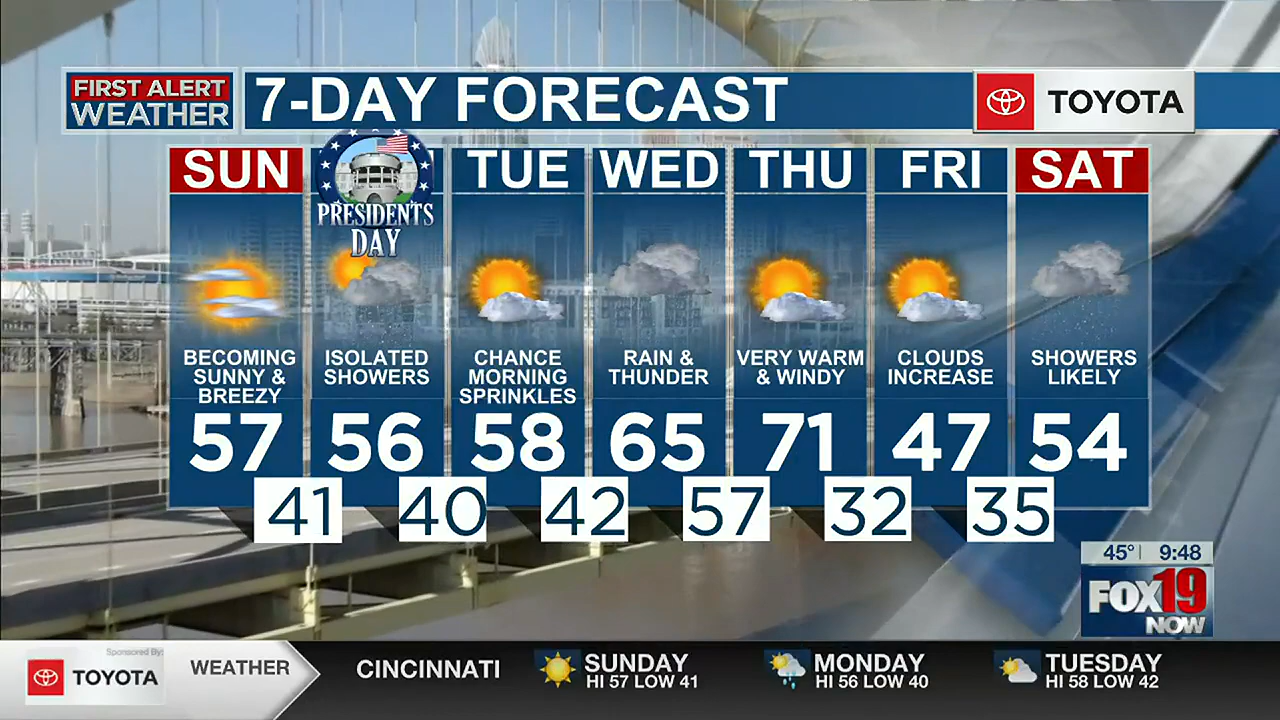 FIRST ALERT
WEATHER
7-DAY FORECAST
TOYOTA
SUN
PRESIDENTS
DAY
TUE
WED
THU
FRI
SAT
BECOMING
SUNNY &
BREEZY
ISOLATED
SHOWERS
CHANCE
MORNING
SPRINKLES
RAIN &
THUNDER
VERY WARM
& WINDY
CLOUDS
INCREASE
SHOWERS
LIKELY
57
56
58
65
71
47
54
41
40
42
57
32
35
45° 9:48
FOX19
NOW
Sponsored By:
TOYOTA
WEATHER
CINCINNATI
SUNDAY
HI 57 LOW 41
MONDAY
HI 56 LOW 40
TUESDAY
HI 58 LOW 42